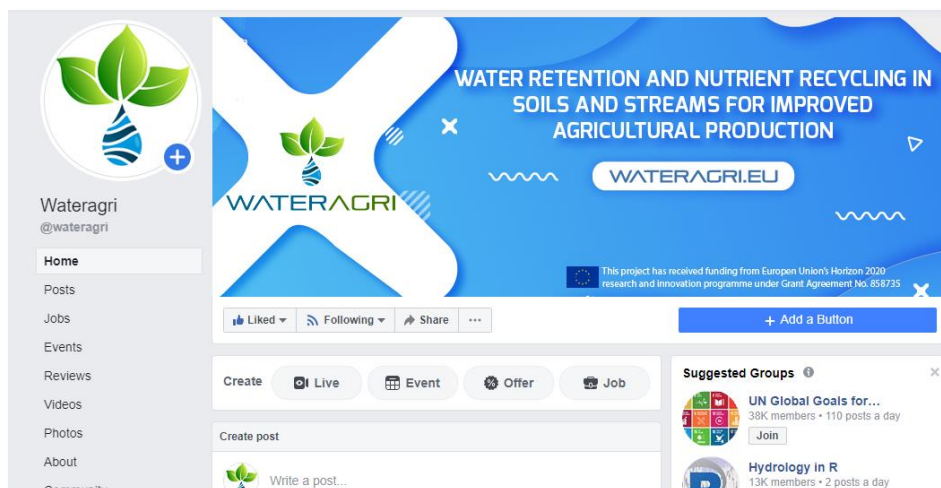 WATER RETENTION AND NUTRIENT RECYCLING IN
SOILS AND STREAMS FOR IMPROVED
AGRICULTURAL PRODUCTION
WATERAGRI.EU
WATERAGRI
This project has received funding from Europen Union's Horizon 2020
research and innovation programme under Grant Agreement No. 858735
Wateragri
@wateragri
Home
Posts
Jobs
Events
Reviews
Videos
Photos
About
Community
Liked
Following
Share
+ Add a Button
Create
Live
Event
Offer
Job
Create post
Write a post...
Suggested Groups
UN Global Goals for...
38K members • 110 posts a day
Join
Hydrology in R
13K members • 2 posts a day